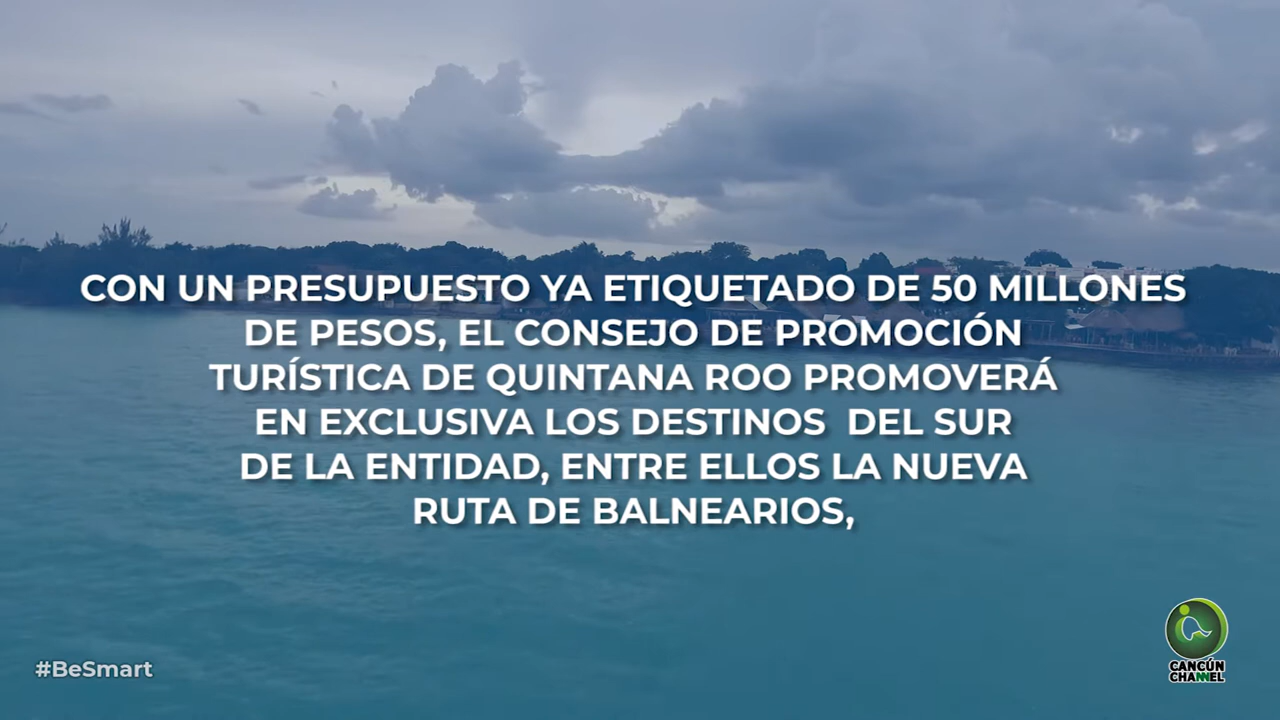 CON UN PRESUPUESTO YA ETIQUETADO DE 50 MILLONES
DE PESOS, EL CONSEJO DE PROMOCIÓN
TURÍSTICA DE QUINTANA ROO PROMOVERÁ
EN EXCLUSIVA LOS DESTINOS  DEL SUR
DE LA ENTIDAD, ENTRE ELLOS LA NUEVA
RUTA DE BALNEARIOS,
#BeSmart
CANCÚN
CHANNEL